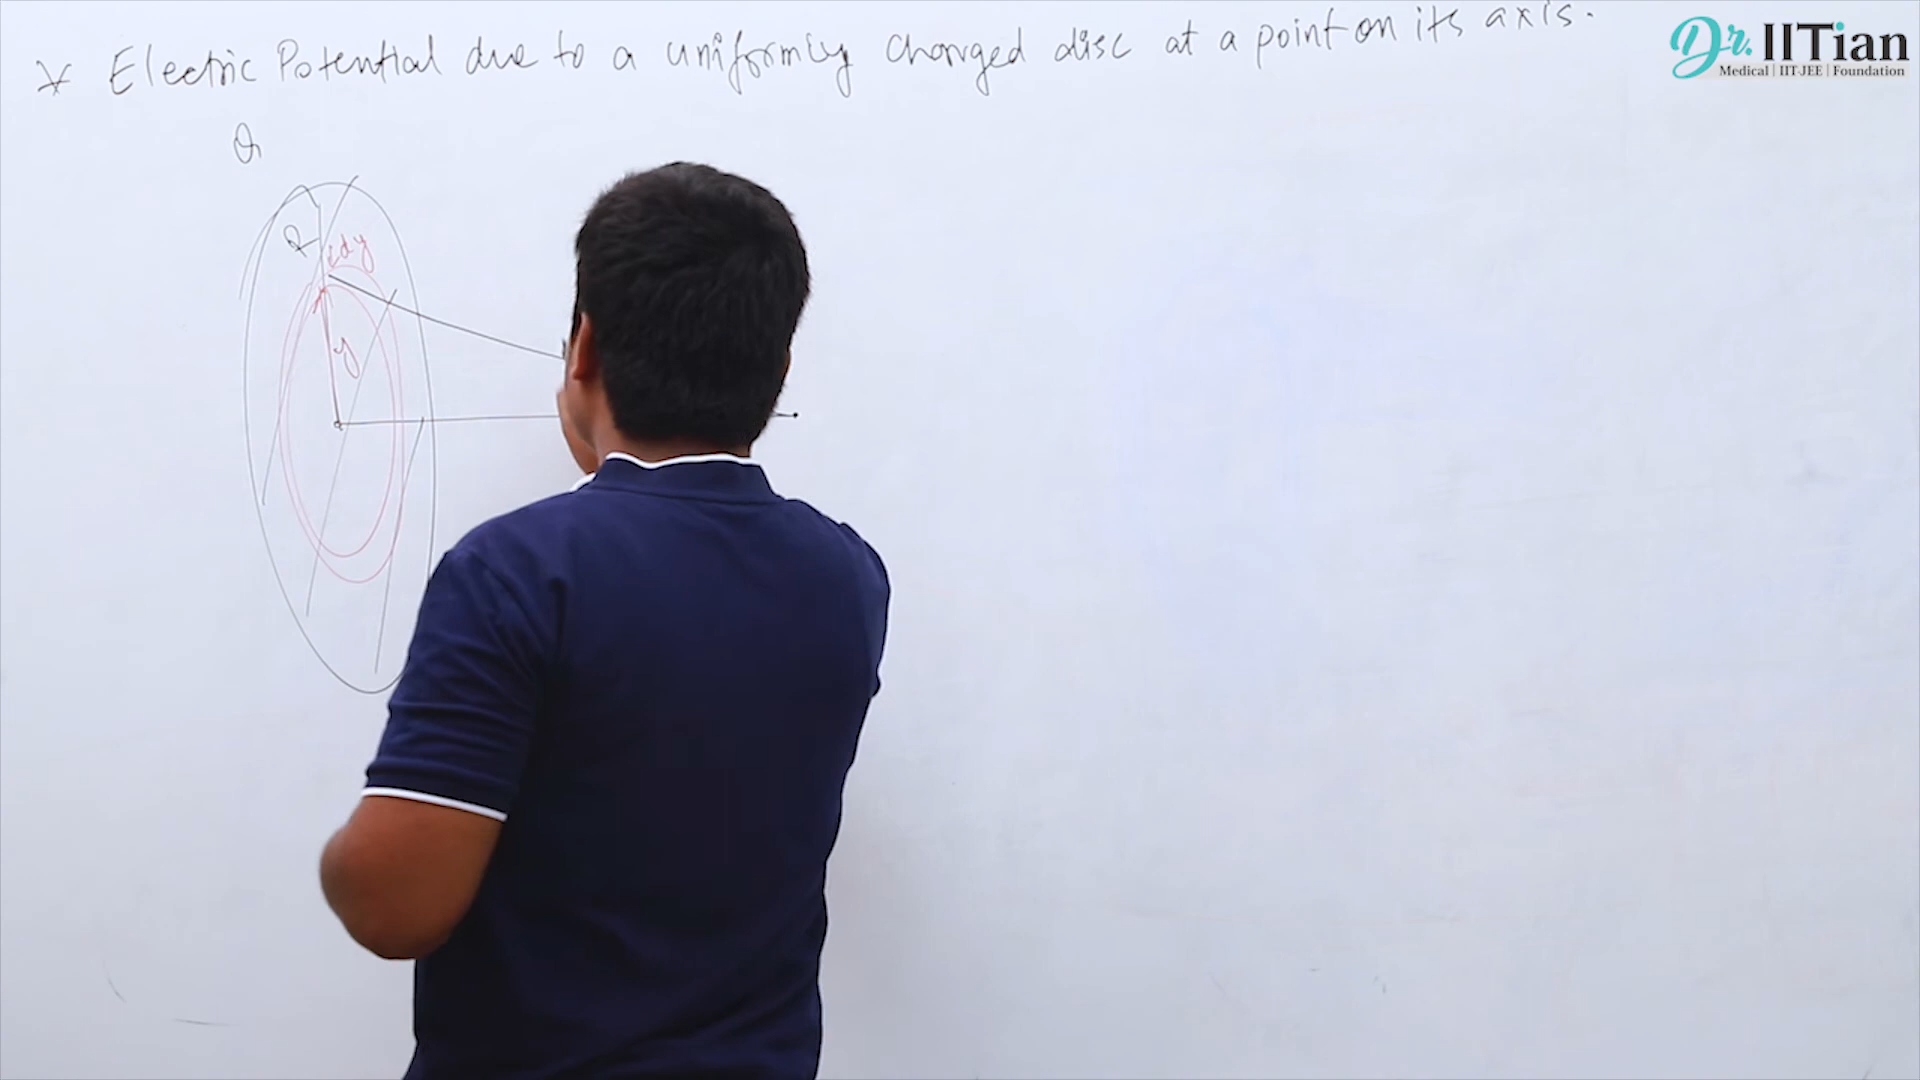 * Electric Potential due to a uniformly charged disc at a point on its axis.
Dr. IITian
Medical | IIT-JEE | Foundation
Q
R
dy
y